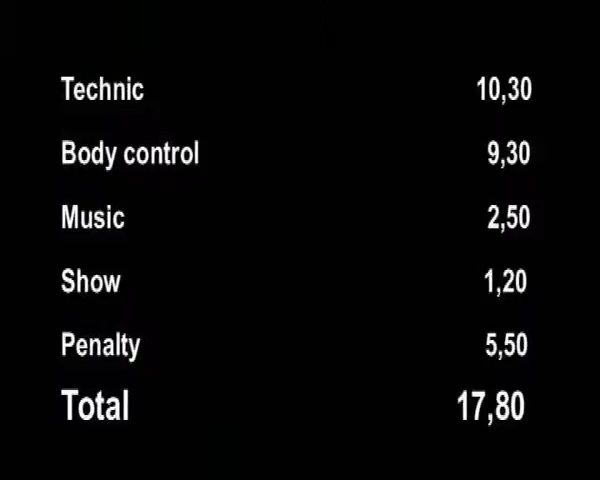 Technic 10,30
Body control 9,30
Music 2,50
Show 1,20
Penalty 5,50
Total 17,80